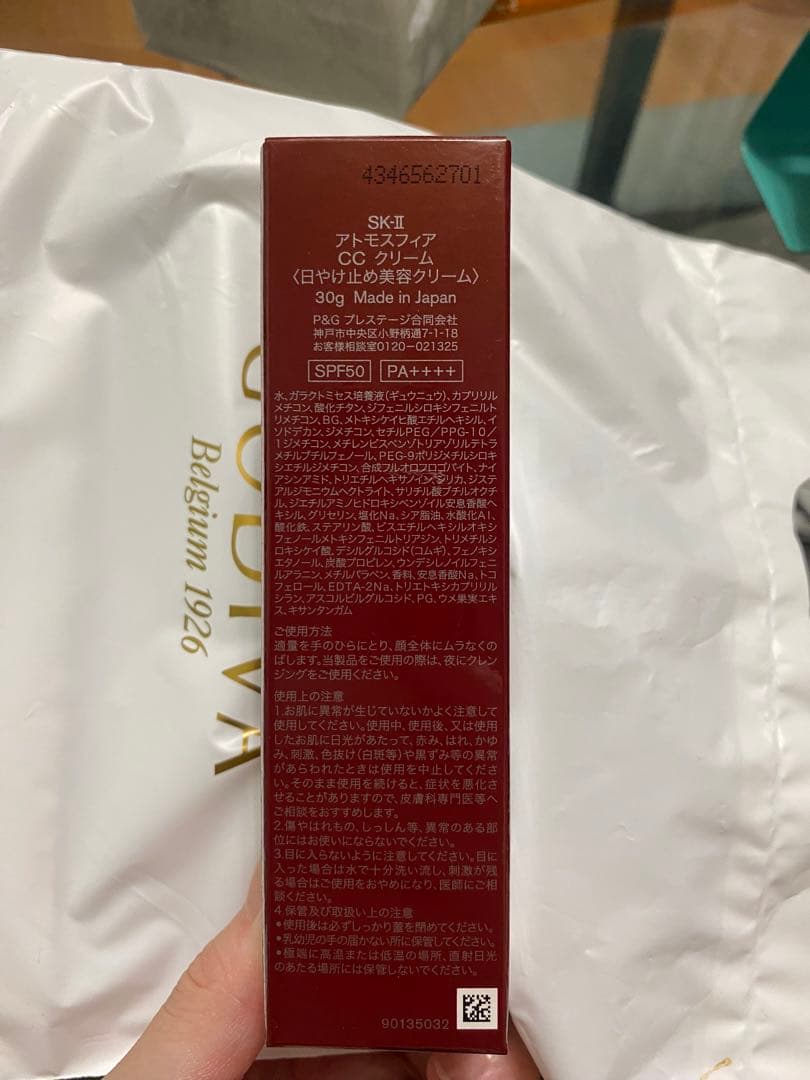 4346562701
SK-II
アトモスフィア
CC クリーム
〈日やけ止め美容クリーム〉
30g Made in Japan
P&G プレステージ合同会社
神戸市中央区小野柄通7-1-18
お客様相談室0120-021325
SPF50 PA++++
水、ガラクトミセス培養液(ギュウニュウ)、カプリリル
メチコン、酸化チタン、ジフェニルシロキシフェニルト
リメチコン、BG、メトキシケイヒ酸エチルヘキシル、イ
ソドデカン、ジメチコン、セチルPEG/PPG-10/
1ジメチコン、メチレンビスベンゾトリアゾリルテトラ
メチルブチルフェノール、PEG-9ポリジメチルシロキ
シエチルジメチコン、合成フルオロフロゴパイト、ナイ
アシンアミド、トリエチルヘキサノイン、シリカ、ジステ
アルジモニウムヘクトライト、サリチル酸ブチルオクチ
ル、ジエチルアミノヒドロキシベンゾイル安息香酸ヘ
キシル、グリセリン、塩化Na、シア脂油、水酸化Al、
酸化鉄、ステアリン酸、ビスエチルヘキシルオキシ
フェノールメトキシフェニルトリアジン、トリメチルシ
ロキシケイ酸、デシルグルコシド(コムギ)、フェノキシ
エタノール、炭酸プロピレン、ウンデシレノイルフェニ
ルアラニン、メチルパラベン、香料、安息香酸Na、トコ
フェロール、EDTA-2Na、トリエトキシカプリリル
シラン、アスコルビルグルコシド、PG、ウメ果実エキ
ス、キサンタンガム
ご使用方法
適量を手のひらにとり、顔全体にムラなくの
ばします。当製品をご使用の際は、夜にクレン
ジングをご使用ください。
使用上の注意
1.お肌に異常が生じていないかよく注意して
使用してください。使用中、使用後、又は使用
したお肌に日光があたって、赤み、はれ、かゆ
み、刺激、色抜け(白斑等)や黒ずみ等の異常
があらわれたときは使用を中止してくださ
い。そのまま使用を続けると、症状を悪化さ
せることがありますので、皮膚科専門医等へ
ご相談をおすすめします。
2.傷やはれもの、しっしん等、異常のある部
位にはお使いにならないでください。
3.目に入らないように注意してください。目に
入った場合は水で十分洗い流し、刺激が残
る場合はご使用をおやめになり、医師にご相
談ください。
4.保管及び取扱い上の注意
•使用後は必ずしっかり蓋を閉めてください。
•乳幼児の手の届かない所に保管してください。
•極端に高温または低温の場所、直射日光
のあたる場所には保管しないでください。
90135032
GODIVA
Belgium 1926